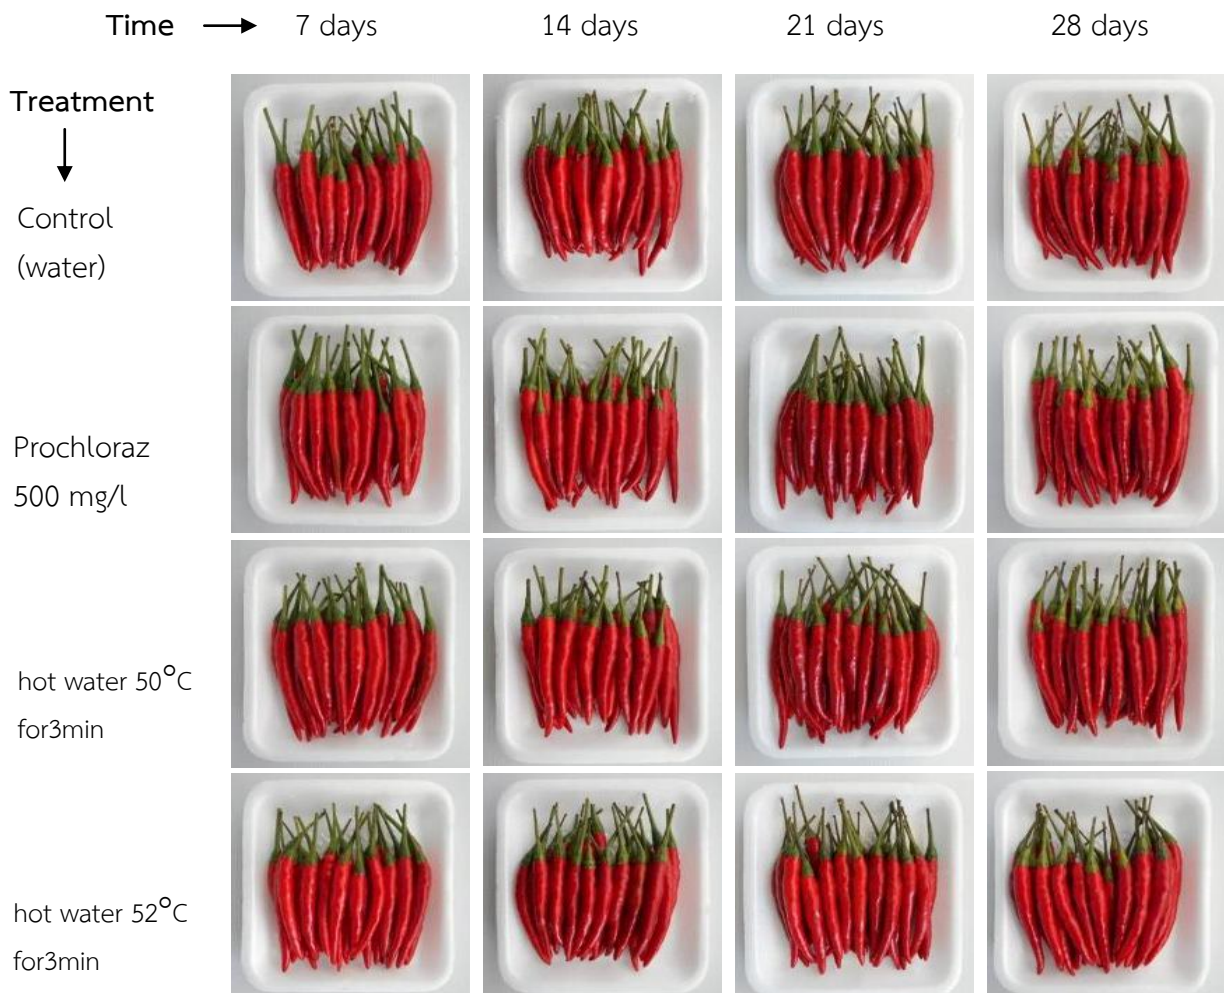 Time → 7 days 14 days 21 days 28 days
Treatment
Control
(water)
Prochloraz
500 mg/l
hot water 50°C
for3min
hot water 52°C
for3min